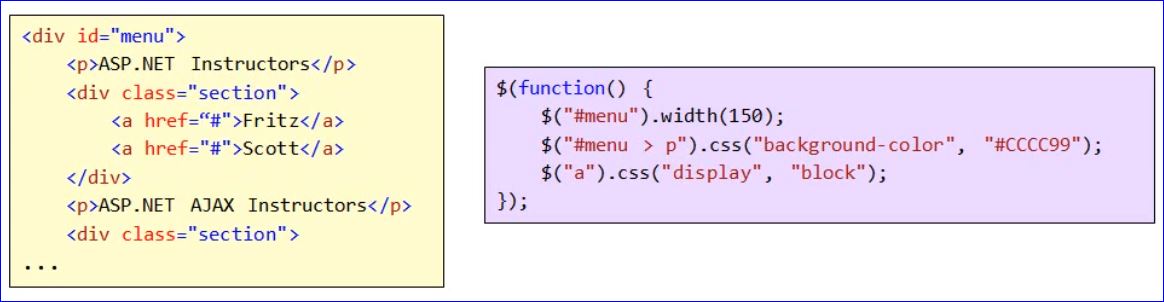 <div id="menu">
<p>ASP.NET Instructors</p>
<div class="section">
<a href=“#">Fritz</a>
<a href="#">Scott</a>
</div>
<p>ASP.NET AJAX Instructors</p>
<div class="section">
...
$(function() {
$("#menu").width(150);
$("#menu > p").css("background-color", "#CCCC99");
$("a").css("display", "block");
});